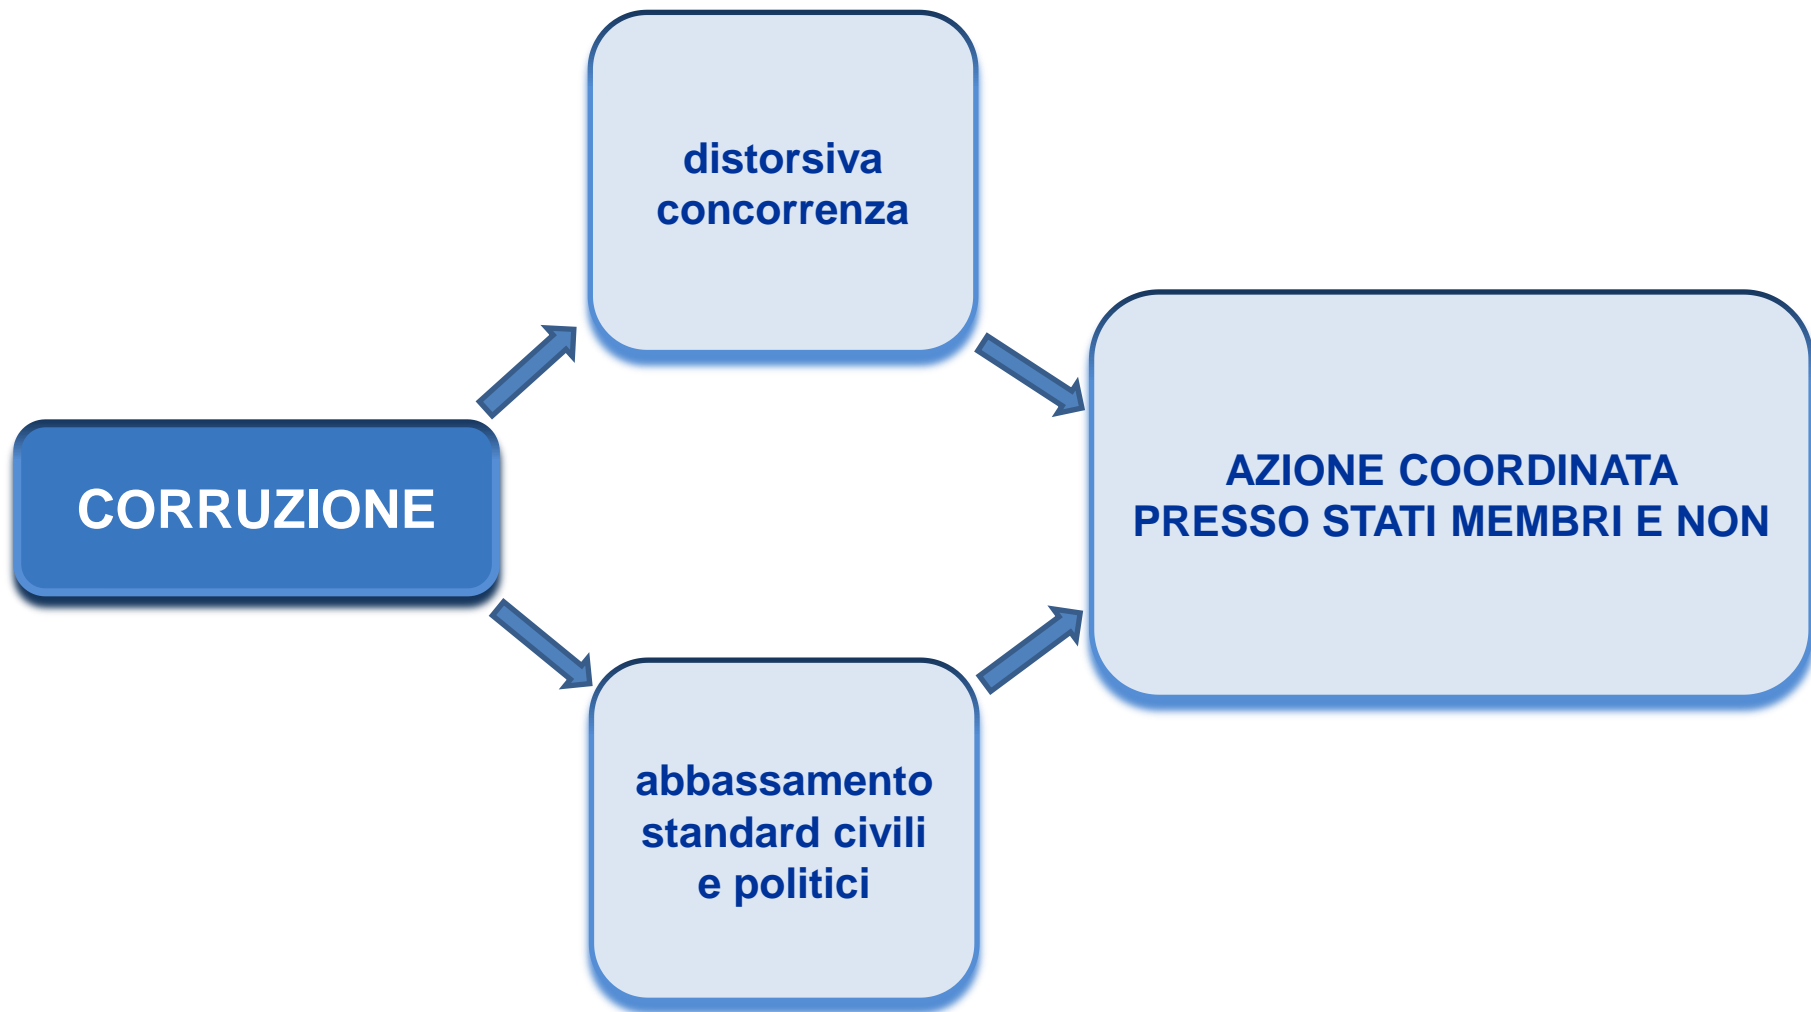 distorsiva
concorrenza
CORRUZIONE
AZIONE COORDINATA
PRESSO STATI MEMBRI E NON
abbassamento
standard civili
e politici